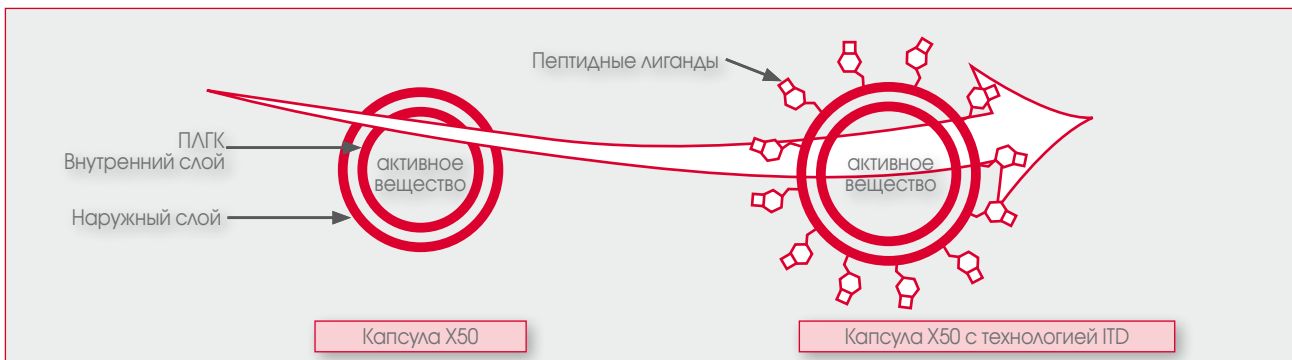 Пептидные лиганды
ПЛГК
Внутренний слой
активное
вещество
активное
вещество
Наружный слой
Капсула X50
Капсула X50 с технологией ITD